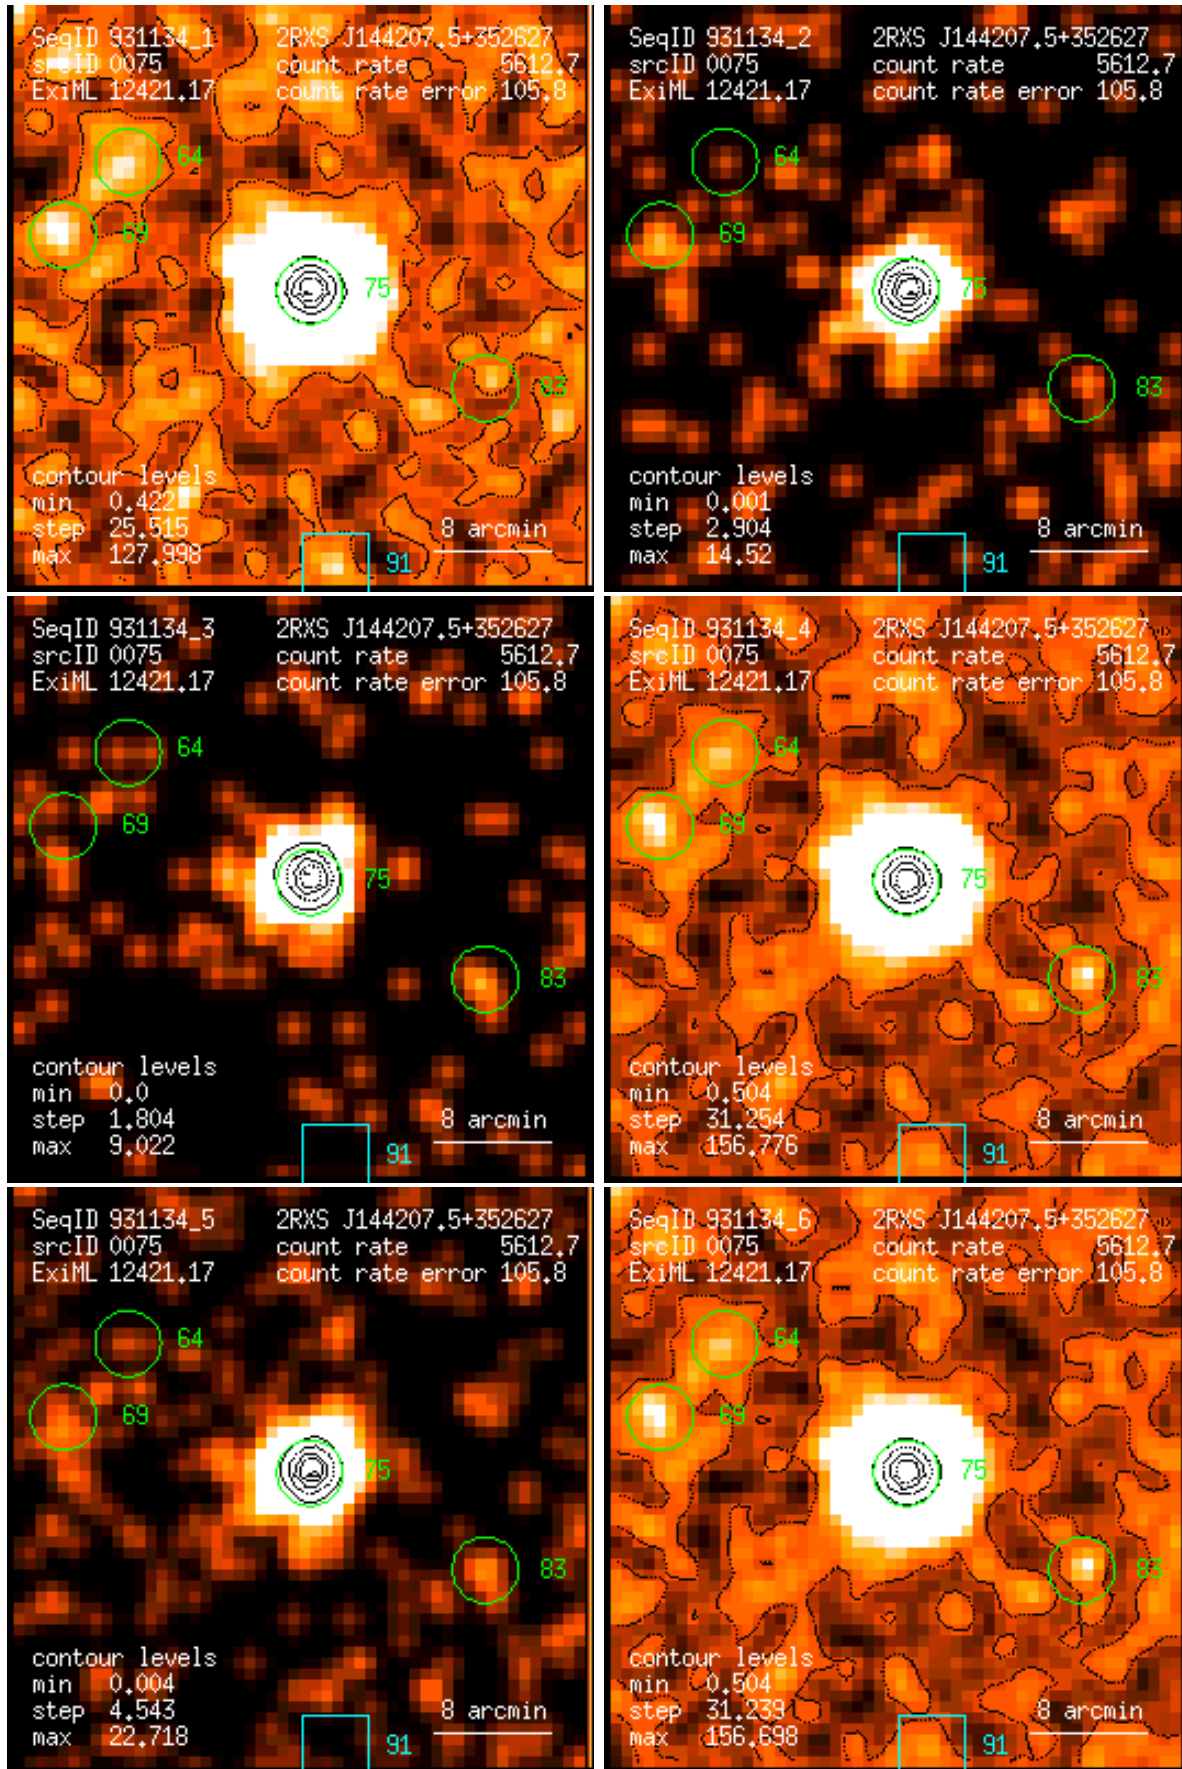 SeqID 931134_1 2RXS J144207.5+352627
srcID 0075 count rate 5612.7
ExiML 12421.17 count rate error 105.8
64
69
75
83
contour levels
min 0.422
step 25.515 8 arcmin
max 127.998 91
SeqID 931134_2 2RXS J144207.5+352627
srcID 0075 count rate 5612.7
ExiML 12421.17 count rate error 105.8
64
69
75
83
contour levels
min 0.001
step 2.904 8 arcmin
max 14.52 91
SeqID 931134_3 2RXS J144207.5+352627
srcID 0075 count rate 5612.7
ExiML 12421.17 count rate error 105.8
64
69
75
83
contour levels
min 0.0
step 1.804 8 arcmin
max 9.022 91
SeqID 931134_4 2RXS J144207.5+352627
srcID 0075 count rate 5612.7
ExiML 12421.17 count rate error 105.8
64
69
75
83
contour levels
min 0.504
step 31.254 8 arcmin
max 156.776 91
SeqID 931134_5 2RXS J144207.5+352627
srcID 0075 count rate 5612.7
ExiML 12421.17 count rate error 105.8
64
69
75
83
contour levels
min 0.004
step 4.543 8 arcmin
max 22.718 91
SeqID 931134_6 2RXS J144207.5+352627
srcID 0075 count rate 5612.7
ExiML 12421.17 count rate error 105.8
64
69
75
83
contour levels
min 0.504
step 31.239 8 arcmin
max 156.698 91